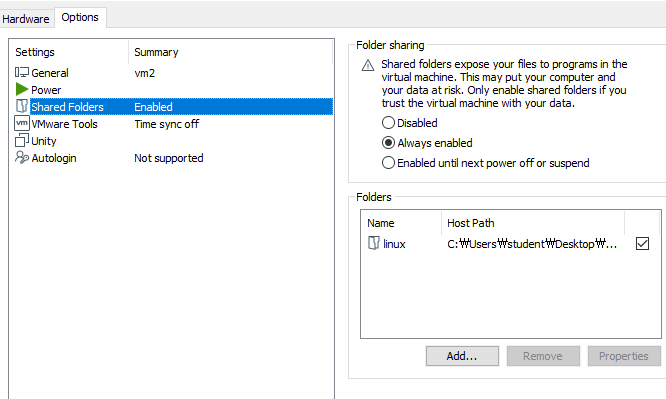 Hardware Options
Settings Summary
General vm2
Power
Shared Folders Enabled
VMware Tools Time sync off
Unity
Autologin Not supported
Folder sharing
Shared folders expose your files to programs in the
virtual machine. This may put your computer and
your data at risk. Only enable shared folders if you
trust the virtual machine with your data.
Disabled
Always enabled
Enabled until next power off or suspend
Folders
Name Host Path
linux C:₩Users₩student₩Desktop₩...
Add... Remove Properties